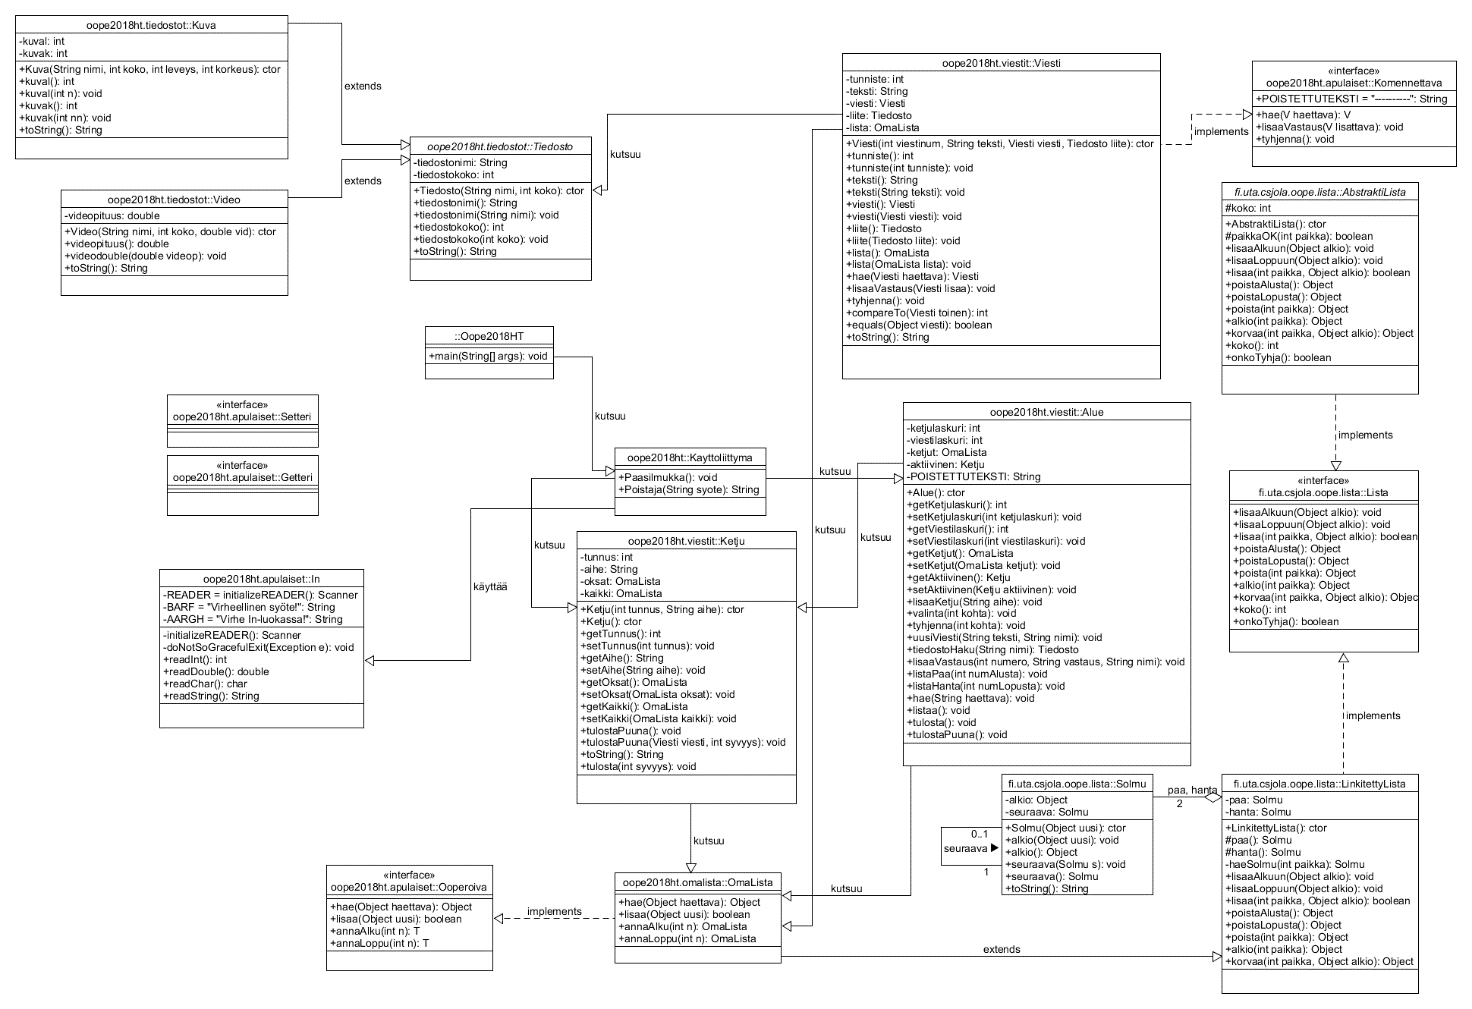 oope2018ht.tiedostot::Kuva
-kuval: int
-kuvak: int
+Kuva(String nimi, int koko, int leveys, int korkeus): ctor
+kuval(): int
+kuval(int n): void
+kuvak(): int
+kuvak(int nn): void
+toString(): String
extends
oope2018ht.tiedostot::Video
-videopituus: double
+Video(String nimi, int koko, double vid): ctor
+videopituus(): double
+videodouble(double videop): void
+toString(): String
extends
oope2018ht.tiedostot::Tiedosto
-tiedostonimi: String
-tiedostokoko: int
+Tiedosto(String nimi, int koko): ctor
+tiedostonimi(): String
+tiedostonimi(String nimi): void
+tiedostokoko(): int
+tiedostokoko(int koko): void
+toString(): String
kutsuu
oope2018ht.viestit::Viesti
-tunniste: int
-teksti: String
-viesti: Viesti
-liite: Tiedosto
-lista: OmaLista
+Viesti(int viestinum, String teksti, Viesti viesti, Tiedosto liite): ctor
+tunniste(): int
+tunniste(int tunniste): void
+teksti(): String
+teksti(String teksti): void
+viesti(): Viesti
+viesti(Viesti viesti): void
+liite(): Tiedosto
+liite(Tiedosto liite): void
+lista(): OmaLista
+lista(OmaLista lista): void
+hae(Viesti haettava): Viesti
+lisaaVastaus(Viesti lisaa): void
+tyhjenna(): void
+compareTo(Viesti toinen): int
+equals(Object viesti): boolean
+toString(): String
implements
«interface»
oope2018ht.apulaiset::Komennettava
+POISTETTUTEKSTI = "----------": String
+hae(V haettava): V
+lisaaVastaus(V lisattava): void
+tyhjenna(): void
fi.uta.csjola.oope.lista::AbstraktiLista
#koko: int
+AbstraktiLista(): ctor
#paikkaOK(int paikka): boolean
+lisaaAlkuun(Object alkio): void
+lisaaLoppuun(Object alkio): void
+lisaa(int paikka, Object alkio): boolean
+poistaAlusta(): Object
+poistaLopusta(): Object
+poista(int paikka): Object
+alkio(int paikka): Object
+korvaa(int paikka, Object alkio): Object
+koko(): int
+onkoTyhja(): boolean
implements
::Oope2018HT
+main(String[] args): void
kutsuu
«interface»
oope2018ht.apulaiset::Setteri
«interface»
oope2018ht.apulaiset::Getteri
oope2018ht::Kayttoliittyma
+Paasilmukka(): void
+Poistaja(String syote): String
kutsuu
kutsuu
käyttää
kutsuu
kutsuu
oope2018ht.viestit::Alue
-ketjulaskuri: int
-viestilaskuri: int
-ketjut: OmaLista
-aktiivinen: Ketju
-POISTETTUTEKSTI: String
+Alue(): ctor
+getKetjulaskuri(): int
+setKetjulaskuri(int ketjulaskuri): void
+getViestilaskuri(): int
+setViestilaskuri(int viestilaskuri): void
+getKetjut(): OmaLista
+setKetjut(OmaLista ketjut): void
+getAktiivinen(): Ketju
+setAktiivinen(Ketju aktiivinen): void
+lisaaKetju(String aihe): void
+valinta(int kohta): void
+tyhjenna(int kohta): void
+uusiViesti(String teksti, String nimi): void
+tiedostoHaku(String nimi): Tiedosto
+lisaaVastaus(int numero, String vastaus, String nimi): void
+listaPaa(int numAlusta): void
+listaHanta(int numLopusta): void
+hae(String haettava): void
+listaa(): void
+tulosta(): void
+tulostaPuuna(): void
«interface»
fi.uta.csjola.oope.lista::Lista
+lisaaAlkuun(Object alkio): void
+lisaaLoppuun(Object alkio): void
+lisaa(int paikka, Object alkio): boolean
+poistaAlusta(): Object
+poistaLopusta(): Object
+poista(int paikka): Object
+alkio(int paikka): Object
+korvaa(int paikka, Object alkio): Objec
+koko(): int
+onkoTyhja(): boolean
implements
oope2018ht.apulaiset::In
-READER = initializeREADER(): Scanner
-BARF = "Virheellinen syöte!": String
-AARGH = "Virhe In-luokassa!": String
-initializeREADER(): Scanner
-doNotSoGracefulExit(Exception e): void
+readInt(): int
+readDouble(): double
+readChar(): char
+readString(): String
oope2018ht.viestit::Ketju
-tunnus: int
-aihe: String
-oksat: OmaLista
-kaikki: OmaLista
+Ketju(int tunnus, String aihe): ctor
+Ketju(): ctor
+getTunnus(): int
+setTunnus(int tunnus): void
+getAihe(): String
+setAihe(String aihe): void
+getOksat(): OmaLista
+setOksat(OmaLista oksat): void
+getKaikki(): OmaLista
+setKaikki(OmaLista kaikki): void
+tulostaPuuna(): void
+tulostaPuuna(Viesti viesti, int syvyys): void
+toString(): String
+tulosta(int syvyys): void
kutsuu
fi.uta.csjola.oope.lista::Solmu
-alkio: Object
-seuraava: Solmu
+Solmu(Object uusi): ctor
+alkio(Object uusi): void
+alkio(): Object
+seuraava(Solmu s): void
+seuraava(): Solmu
+toString(): String
0..1
seuraava
1
paa, hanta
2
fi.uta.csjola.oope.lista::LinkitettyLista
-paa: Solmu
-hanta: Solmu
+LinkitettyLista(): ctor
#paa(): Solmu
#hanta(): Solmu
-haeSolmu(int paikka): Solmu
+lisaaAlkuun(Object alkio): void
+lisaaLoppuun(Object alkio): void
+lisaa(int paikka, Object alkio): boolean
+poistaAlusta(): Object
+poistaLopusta(): Object
+poista(int paikka): Object
+alkio(int paikka): Object
+korvaa(int paikka, Object alkio): Object
«interface»
oope2018ht.apulaiset::Ooperoiva
+hae(Object haettava): Object
+lisaa(Object uusi): boolean
+annaAlku(int n): T
+annaLoppu(int n): T
implements
oope2018ht.omalista::OmaLista
+hae(Object haettava): Object
+lisaa(Object uusi): boolean
+annaAlku(int n): OmaLista
+annaLoppu(int n): OmaLista
kutsuu
extends